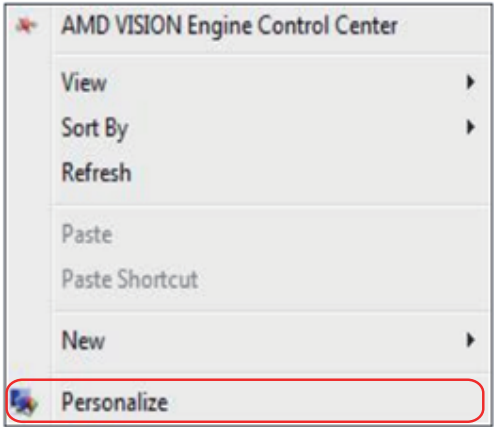 AMD VISION Engine Control Center
View
Sort By
Refresh
Paste
Paste Shortcut
New
Personalize